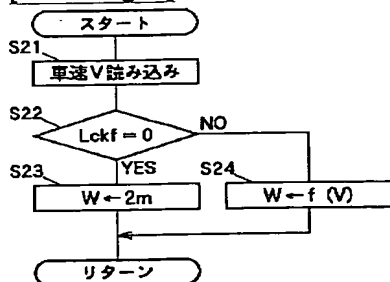 スタート
S21
車速V読み込み
S22
Lckf = 0
NO
YES
S23
W←2m
S24
W←f (V)
リターン